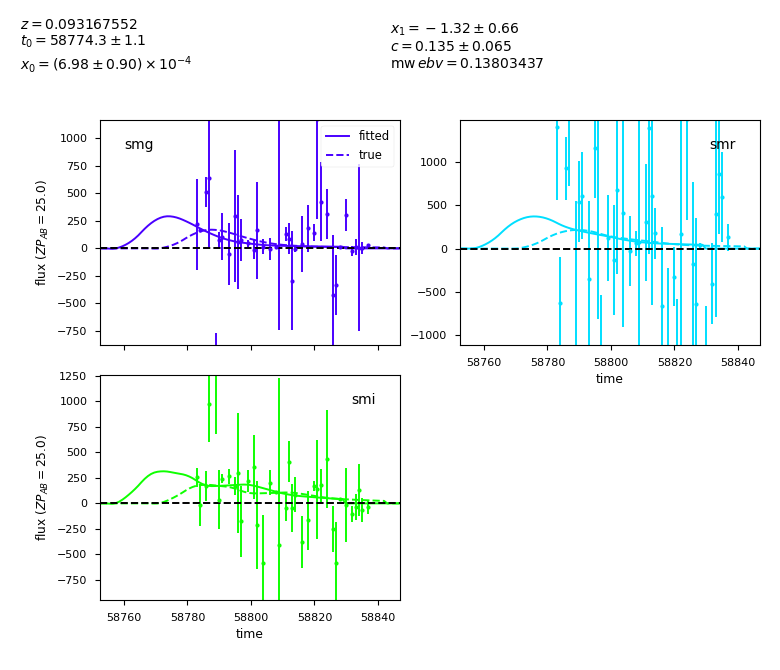 z = 0.093167552
t₀ = 58774.3 ± 1.1
x₀ = (6.98 ± 0.90) × 10⁻⁴
x₁ = −1.32 ± 0.66
c = 0.135 ± 0.065
mw ebv = 0.13803437
1000
750
500
250
0
−250
−500
−750
flux (ZP_AB = 25.0)
smg
fitted
true
1000
500
0
−500
−1000
smr
58760 58780 58800 58820 58840
time
1250
1000
750
500
250
0
−250
−500
−750
flux (ZP_AB = 25.0)
smi
58760 58780 58800 58820 58840
time